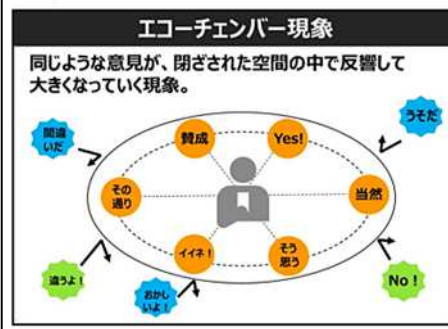 エコーチェンバー現象
同じような意見が、閉ざされた空間の中で反響して
大きくなっていく現象。
間違
いだ
賛成
Yes!
うそだ
その
通り
当然
イイネ！
そう
思う
違うよ！
おかし
いよ！
No！